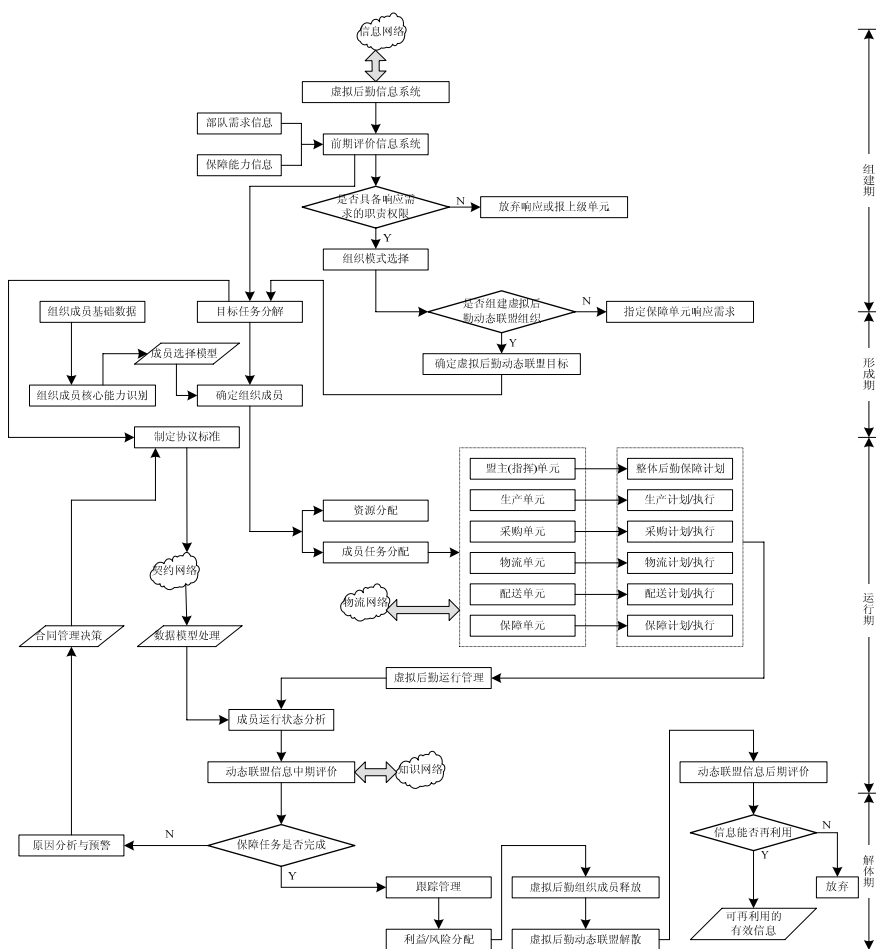 信息网络
虚拟后勤信息系统
部队需求信息
前期评价信息系统
保障能力信息
是否具备响应需
求的职责权限
N
放弃响应或报上级单元
Y
组织模式选择
组建期
组织成员基础数据
目标任务分解
是否组建虚拟后
勤动态联盟组织
N
指定保障单元响应需求
Y
成员选择模型
确定虚拟后勤动态联盟目标
组织成员核心能力识别
确定组织成员
形成期
制定协议标准
盟主(指挥)单元
整体后勤保障计划
生产单元
生产计划/执行
资源分配
采购单元
采购计划/执行
成员任务分配
物流单元
物流计划/执行
契约网络
配送单元
配送计划/执行
物流网络
保障单元
保障计划/执行
运行期
合同管理决策
数据模型处理
虚拟后勤运行管理
成员运行状态分析
动态联盟信息中期评价
知识网络
动态联盟信息后期评价
原因分析与预警
N
保障任务是否完成
Y
信息能否再利用
N
Y
解体期
跟踪管理
虚拟后勤组织成员释放
放弃
可再利用的
有效信息
利益/风险分配
虚拟后勤动态联盟解散